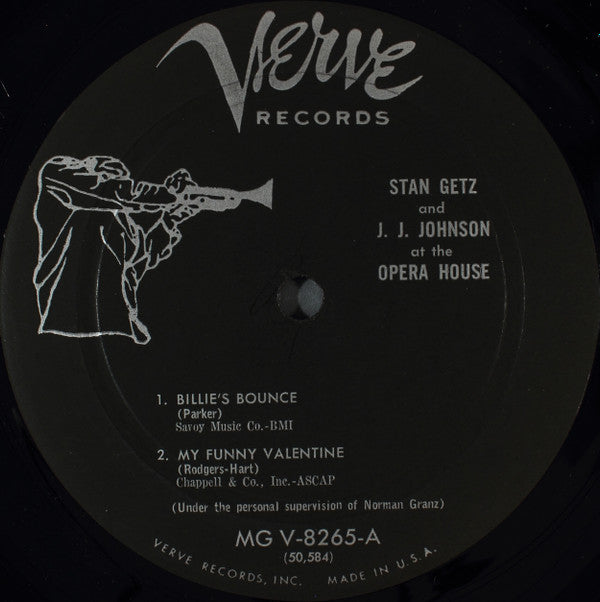 Verve
RECORDS
STAN GETZ
and
J. J. JOHNSON
at the
OPERA HOUSE
1. BILLIE'S BOUNCE
(Parker)
Savoy Music Co.-BMI
2. MY FUNNY VALENTINE
(Rodgers-Hart)
Chappell & Co., Inc.-ASCAP
(Under the personal supervision of Norman Granz)
MG V-8265-A
(50,584)
VERVE RECORDS, INC. MADE IN U.S.A.